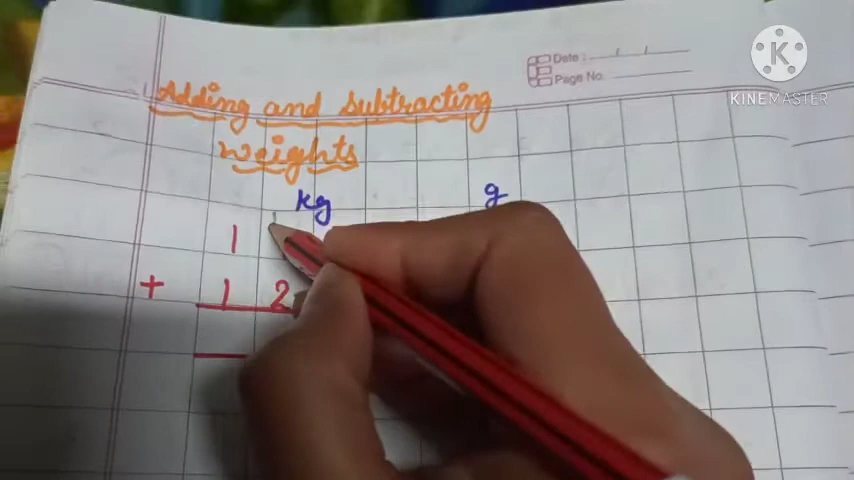 Date :
Page No.
K
KINEMASTER
Adding and subtracting
weights
kg g
1
+ 1 2